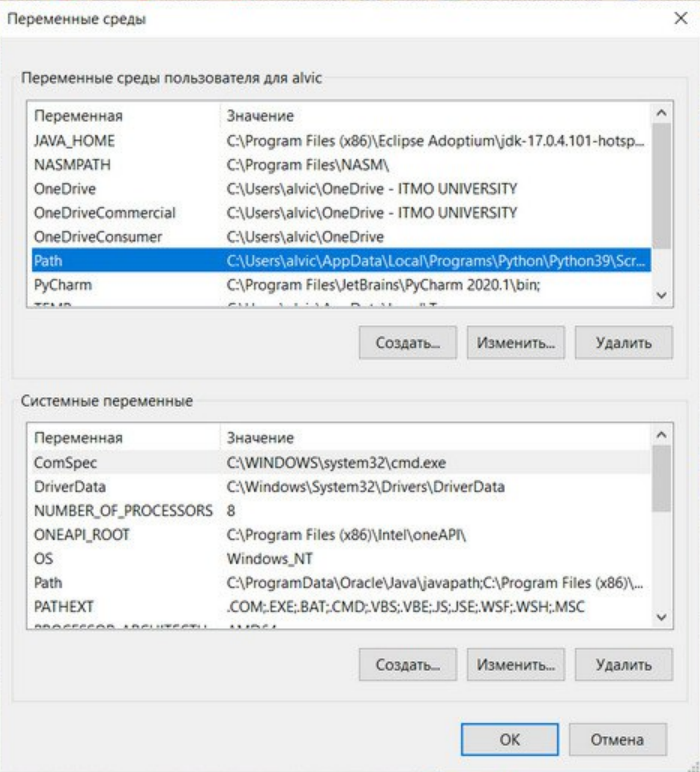 Переменные среды
Переменные среды пользователя для alvic
Переменная Значение
JAVA_HOME C:\Program Files (x86)\Eclipse Adoptium\jdk-17.0.4.101-hotsp...
NASMPATH C:\Program Files\NASM\
OneDrive C:\Users\alvic\OneDrive - ITMO UNIVERSITY
OneDriveCommercial C:\Users\alvic\OneDrive - ITMO UNIVERSITY
OneDriveConsumer C:\Users\alvic\OneDrive
Path C:\Users\alvic\AppData\Local\Programs\Python\Python39\Scr...
PyCharm C:\Program Files\JetBrains\PyCharm 2020.1\bin;
Создать... Изменить... Удалить
Системные переменные
Переменная Значение
ComSpec C:\WINDOWS\system32\cmd.exe
DriverData C:\Windows\System32\Drivers\DriverData
NUMBER_OF_PROCESSORS 8
ONEAPI_ROOT C:\Program Files (x86)\Intel\oneAPI\
OS Windows_NT
Path C:\ProgramData\Oracle\Java\javapath;C:\Program Files (x86)\...
PATHEXT .COM;.EXE;.BAT;.CMD;.VBS;.VBE;.JS;.JSE;.WSF;.WSH;.MSC
Создать... Изменить... Удалить
OK Отмена